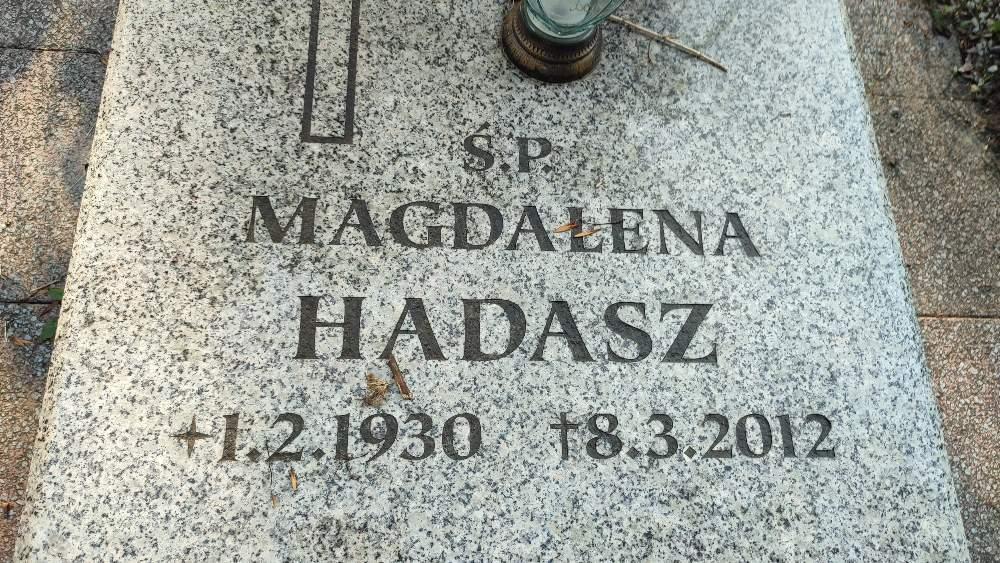 Ś.P.
MAGDALENA
HADASZ
1.2.1930 †8.3.2012